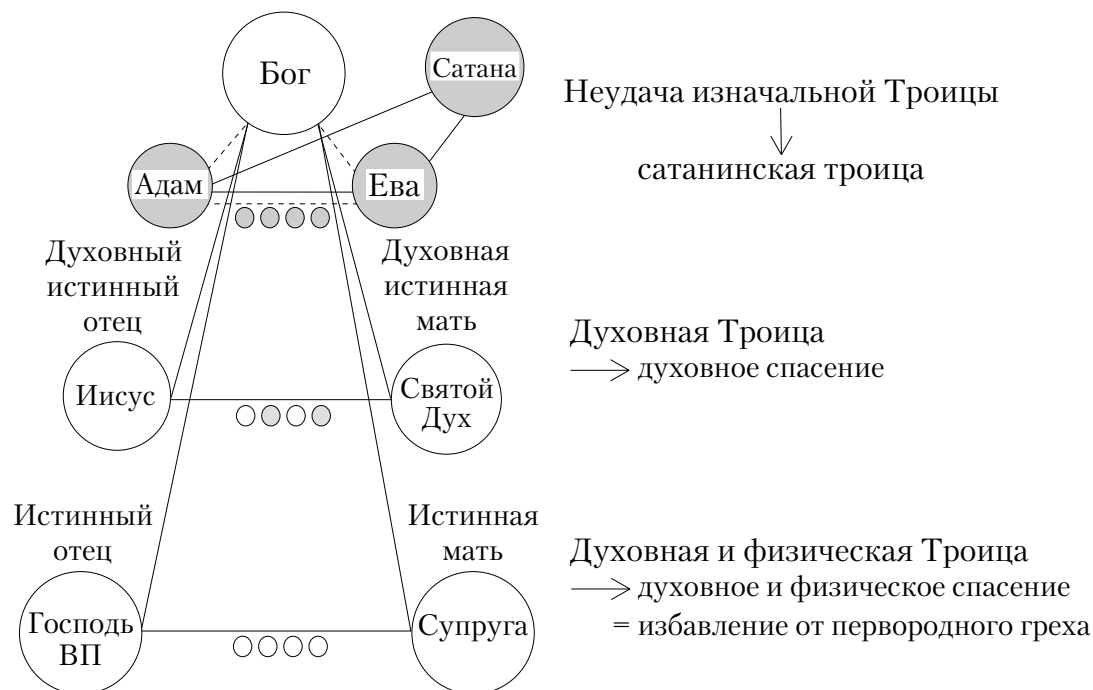 Бог
Сатана
Неудача изначальной Троицы
сатанинская троица
Адам
Ева
Духовный
истинный
отец
Духовная
истинная
мать
Духовная Троица
духовное спасение
Иисус
Святой
Дух
Истинный
отец
Истинная
мать
Духовная и физическая Троица
духовное и физическое спасение
= избавление от первородного греха
Господь
ВП
Супруга